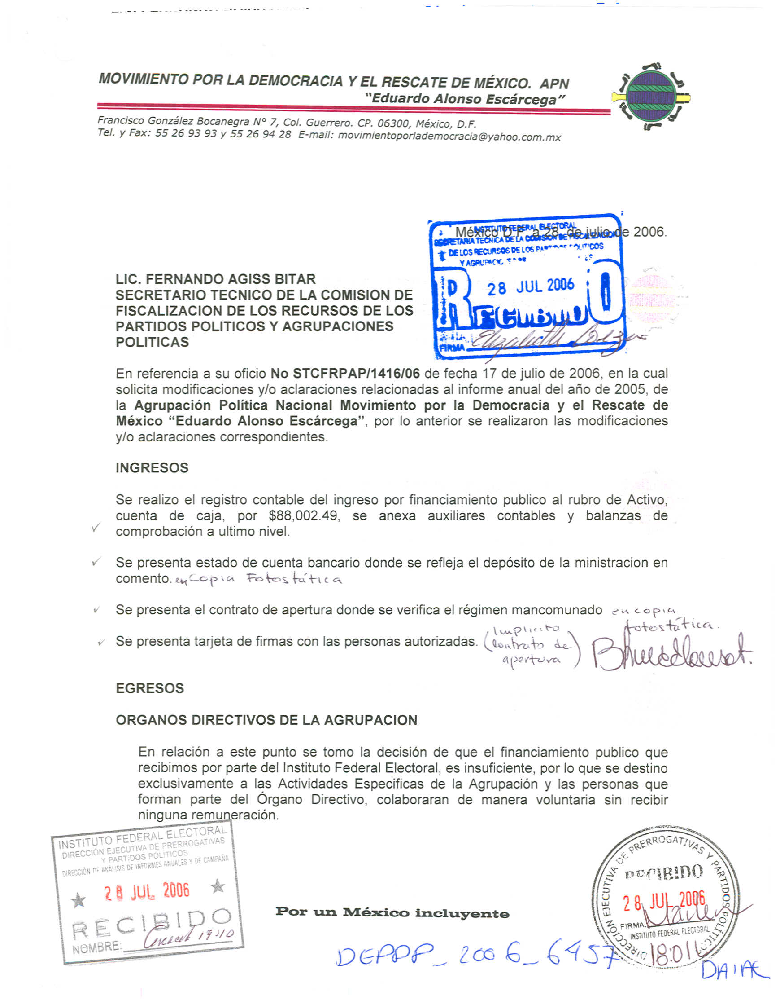 MOVIMIENTO POR LA DEMOCRACIA Y EL RESCATE DE MÉXICO. APN
"Eduardo Alonso Escárcega"
Francisco González Bocanegra Nº 7, Col. Guerrero. CP. 06300, México, D.F.
Tel. y Fax: 55 26 93 93 y 55 26 94 28 E-mail: movimientoporlademocracia@yahoo.com.mx
México D.F. a 28 de julio de 2006.
INSTITUTO FEDERAL ELECTORAL
SECRETARIA TECNICA DE LA COMISION DE FISCALIZACION
DE LOS RECURSOS DE LOS PARTIDOS POLITICOS
28 JUL 2006
RECIBIDO
FIRMA Elizabeth
LIC. FERNANDO AGISS BITAR
SECRETARIO TECNICO DE LA COMISION DE
FISCALIZACION DE LOS RECURSOS DE LOS
PARTIDOS POLITICOS Y AGRUPACIONES
POLITICAS
En referencia a su oficio No STCFRPAP/1416/06 de fecha 17 de julio de 2006, en la cual
solicita modificaciones y/o aclaraciones relacionadas al informe anual del año de 2005, de
la Agrupación Política Nacional Movimiento por la Democracia y el Rescate de
México "Eduardo Alonso Escárcega", por lo anterior se realizaron las modificaciones
y/o aclaraciones correspondientes.
INGRESOS
Se realizo el registro contable del ingreso por financiamiento publico al rubro de Activo,
cuenta de caja, por $88,002.49, se anexa auxiliares contables y balanzas de
comprobación a ultimo nivel.
Se presenta estado de cuenta bancario donde se refleja el depósito de la ministracion en
comento. en copia Fotostática
Se presenta el contrato de apertura donde se verifica el régimen mancomunado en copia
fotostática.
Se presenta tarjeta de firmas con las personas autorizadas. (Implicito
contrato de
apertura)
EGRESOS
ORGANOS DIRECTIVOS DE LA AGRUPACION
En relación a este punto se tomo la decisión de que el financiamiento publico que
recibimos por parte del Instituto Federal Electoral, es insuficiente, por lo que se destino
exclusivamente a las Actividades Especificas de la Agrupación y las personas que
forman parte del Órgano Directivo, colaboraran de manera voluntaria sin recibir
ninguna remuneración.
INSTITUTO FEDERAL ELECTORAL
DIRECCIÓN EJECUTIVA DE PRERROGATIVAS
Y PARTIDOS POLÍTICOS
DIRECCIÓN DE ANÁLISIS DE INFORMES ANUALES Y DE CAMPAÑA
28 JUL 2006
RECIBIDO
NOMBRE: 19:10
Por un México incluyente
DIRECCIÓN EJECUTIVA DE PRERROGATIVAS Y PARTIDOS POLÍTICOS
RECIBIDO
28 JUL 2006
FIRMA.
INSTITUTO FEDERAL ELECTORAL
18:01
DEPPP_2006_6457
DAIAC